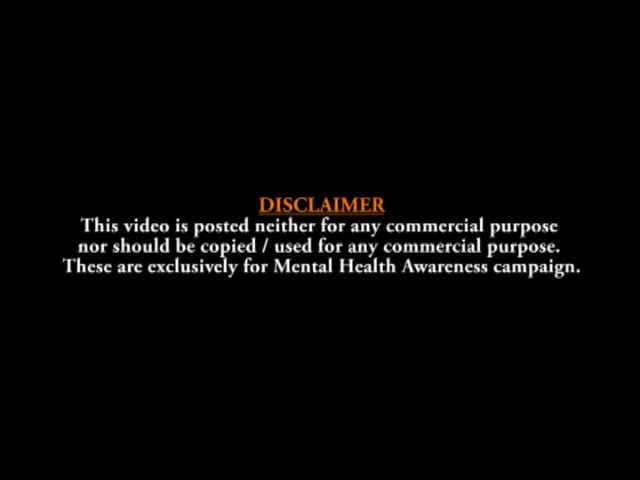 DISCLAIMER
This video is posted neither for any commercial purpose
nor should be copied / used for any commercial purpose.
These are exclusively for Mental Health Awareness campaign.